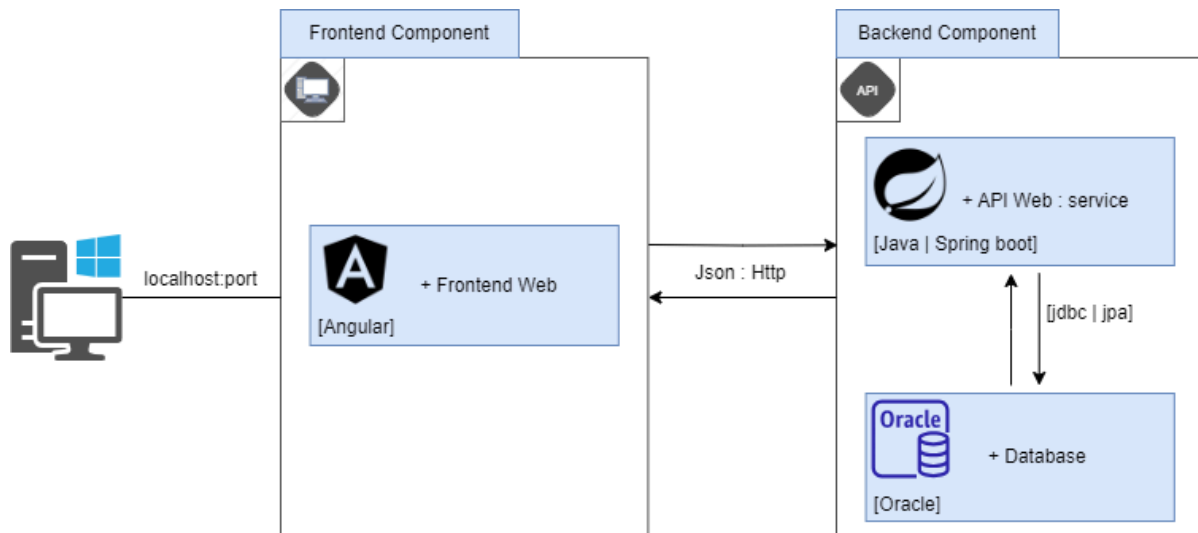 Frontend Component
Backend Component
API
+ API Web : service
[Java | Spring boot]
localhost:port
+ Frontend Web
[Angular]
Json : Http
[jdbc | jpa]
Oracle
+ Database
[Oracle]